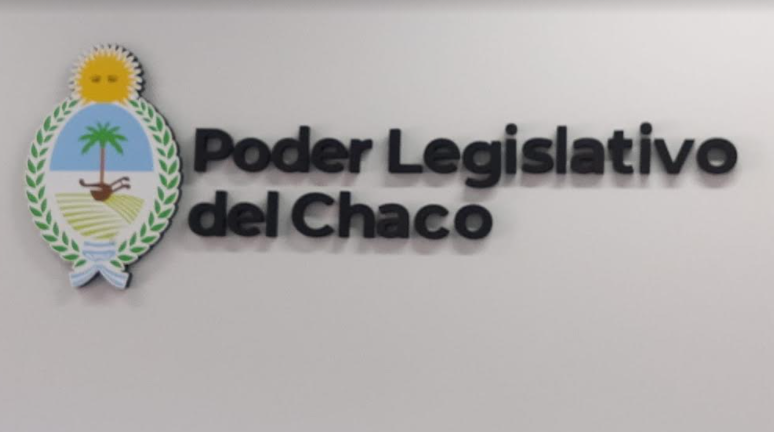 Poder Legislativo
del Chaco